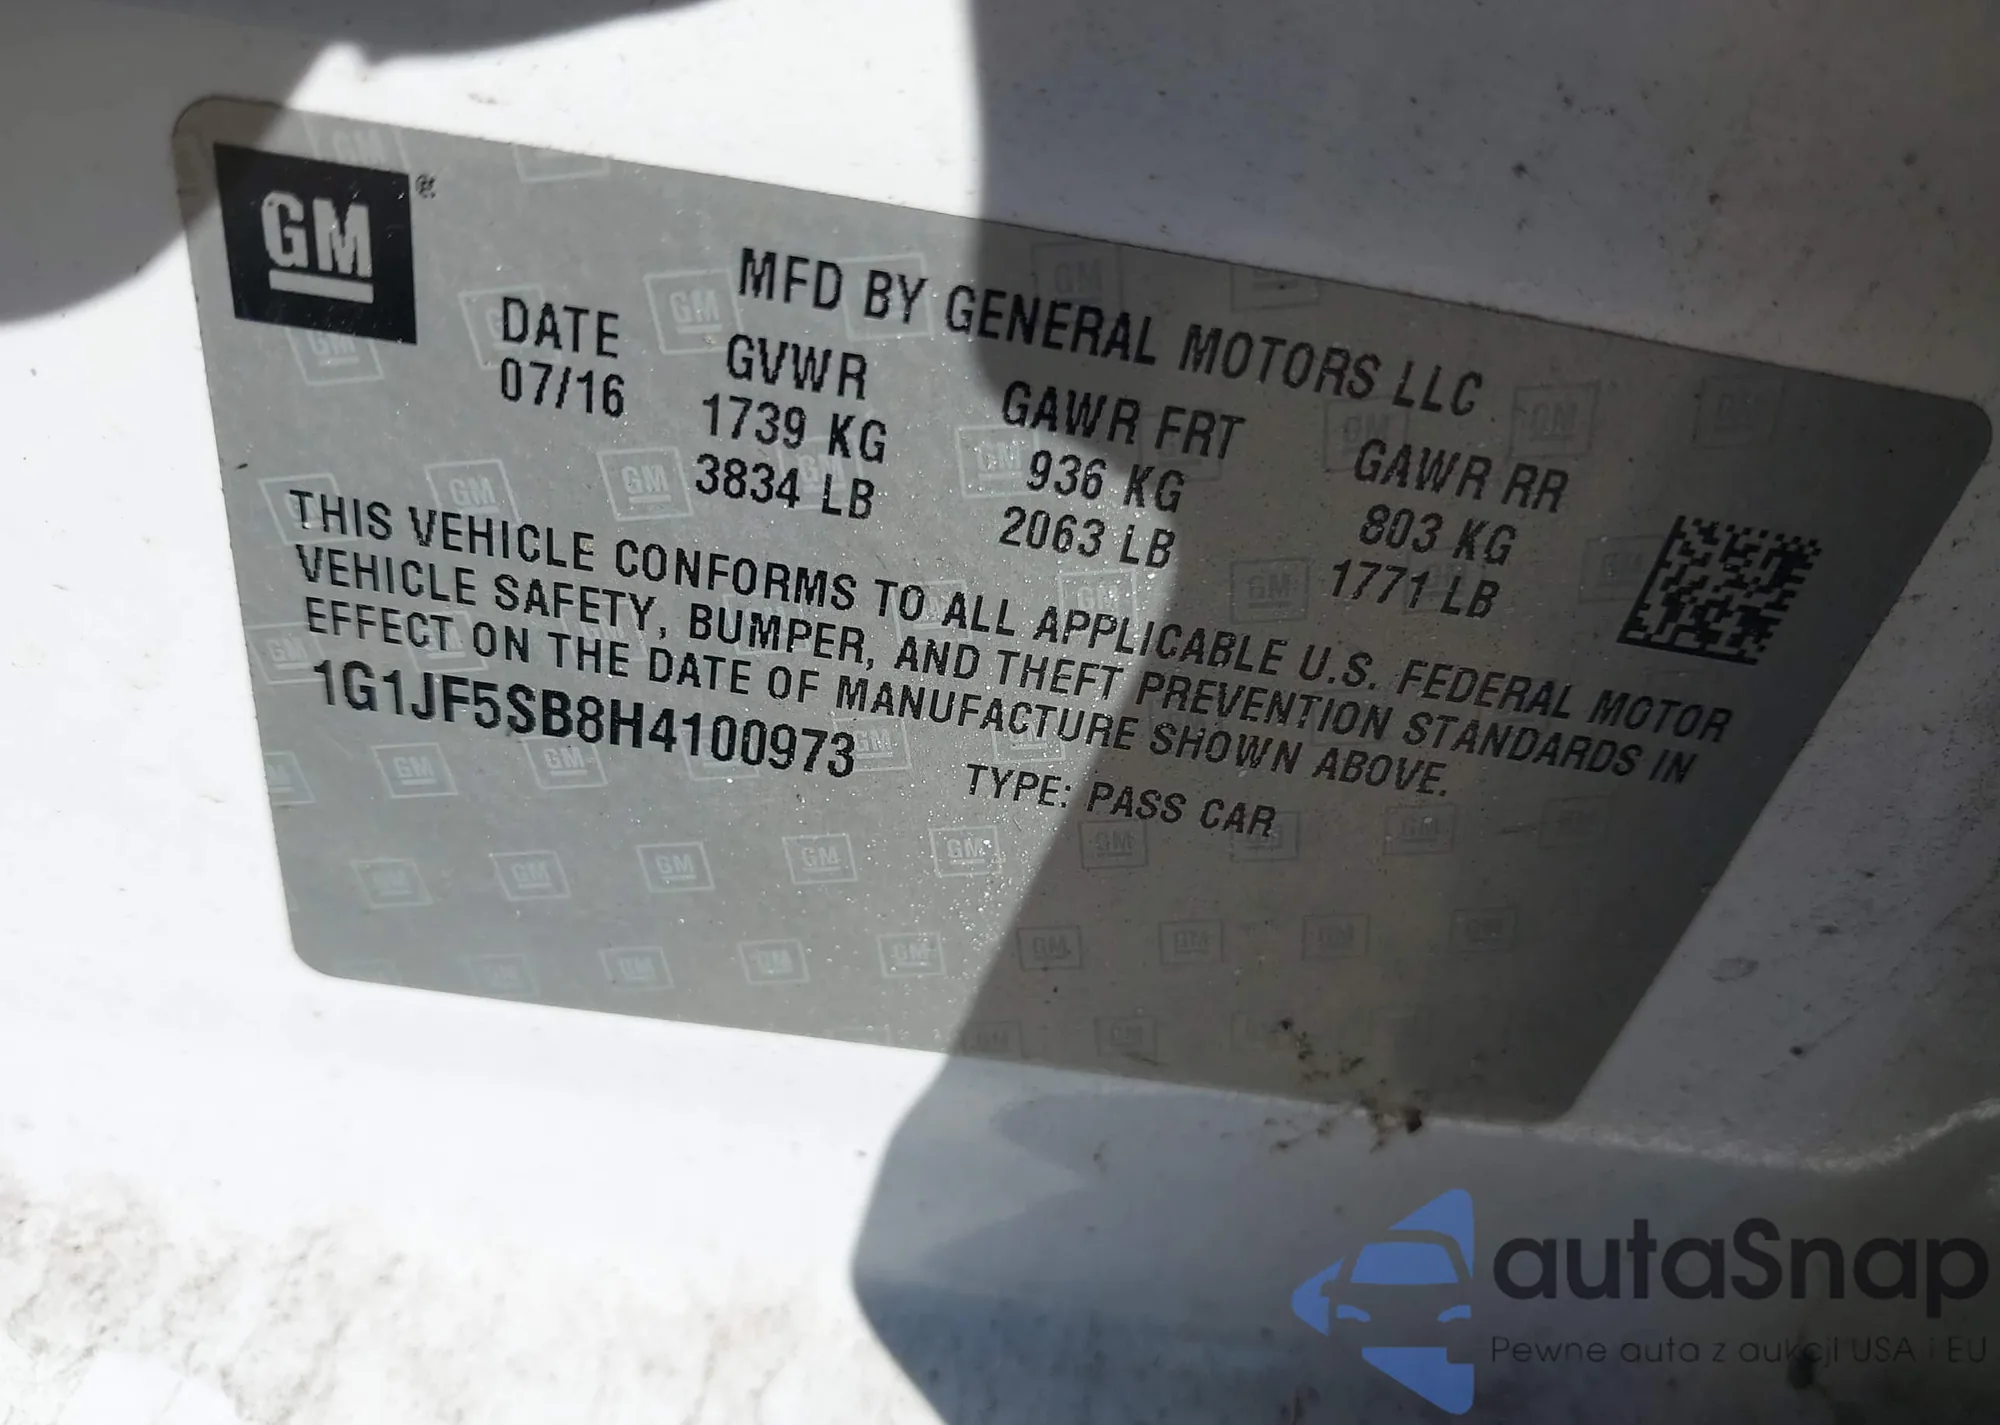 GM®
MFD BY GENERAL MOTORS LLC
DATE GVWR GAWR FRT GAWR RR
07/16 1739 KG 936 KG 803 KG
3834 LB 2063 LB 1771 LB
THIS VEHICLE CONFORMS TO ALL APPLICABLE U.S. FEDERAL MOTOR
VEHICLE SAFETY, BUMPER, AND THEFT PREVENTION STANDARDS IN
EFFECT ON THE DATE OF MANUFACTURE SHOWN ABOVE.
1G1JF5SB8H4100973 TYPE: PASS CAR
autaSnap
Pewne auta z aukcji USA i EU